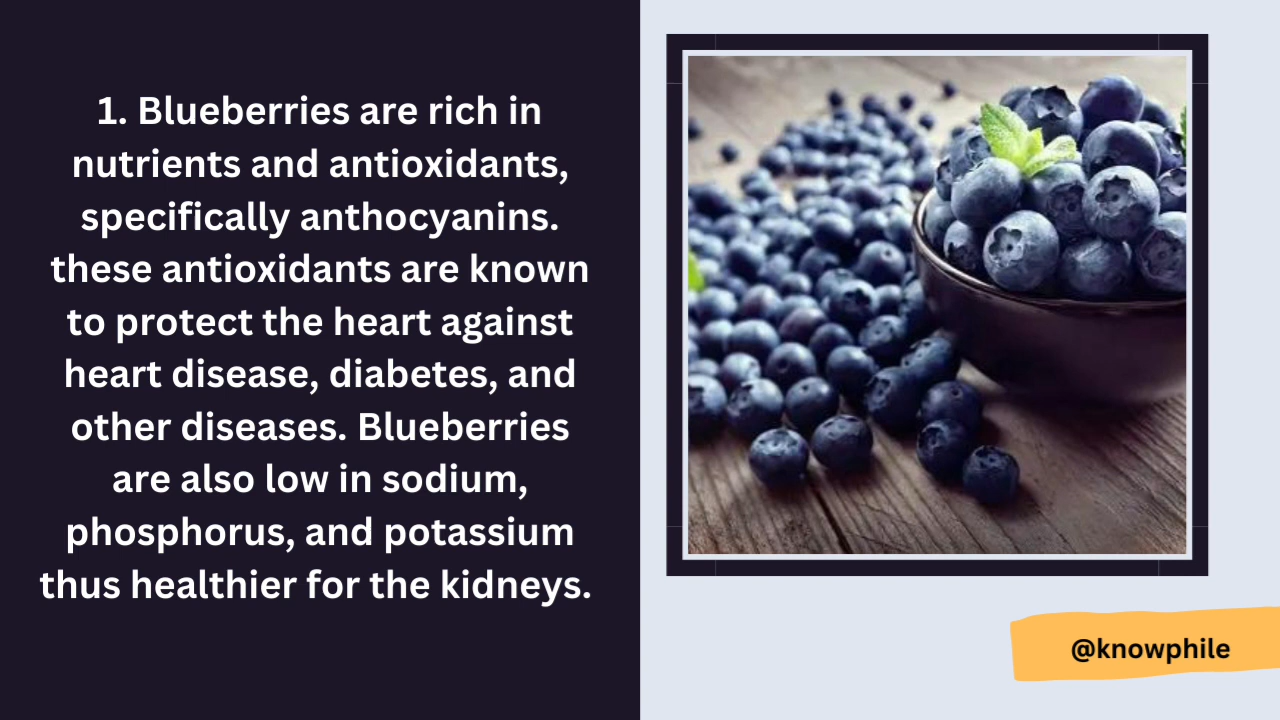 1. Blueberries are rich in
nutrients and antioxidants,
specifically anthocyanins.
these antioxidants are known
to protect the heart against
heart disease, diabetes, and
other diseases. Blueberries
are also low in sodium,
phosphorus, and potassium
thus healthier for the kidneys.
@knowphile